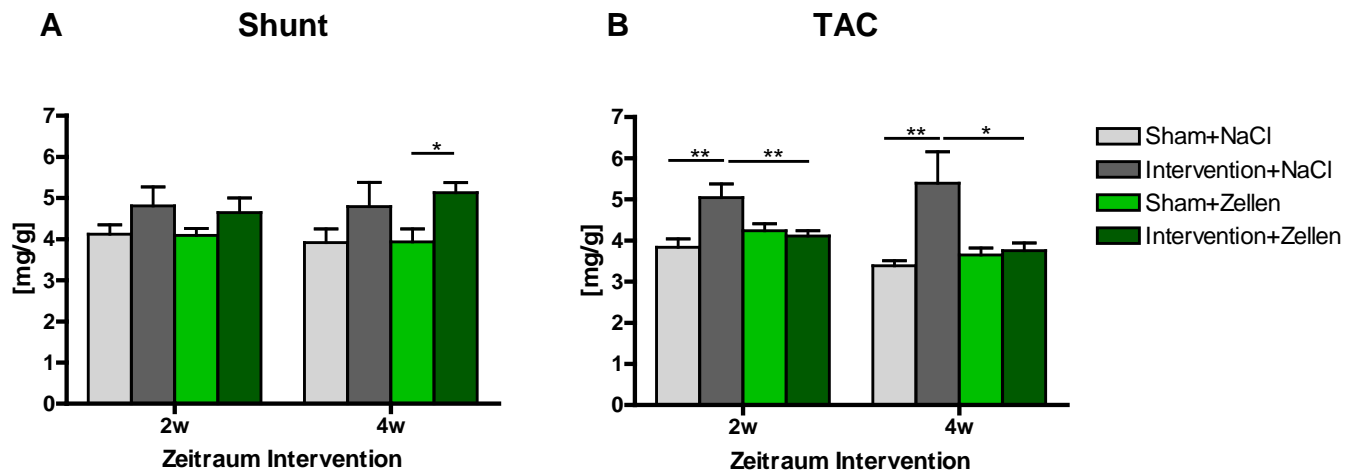 A Shunt
B TAC
7
6
5
4
3
2
1
0
[mg/g]
*
2w 4w
Zeitraum Intervention
7
6
5
4
3
2
1
0
[mg/g]
** ** ** *
2w 4w
Zeitraum Intervention
Sham+NaCl
Intervention+NaCl
Sham+Zellen
Intervention+Zellen